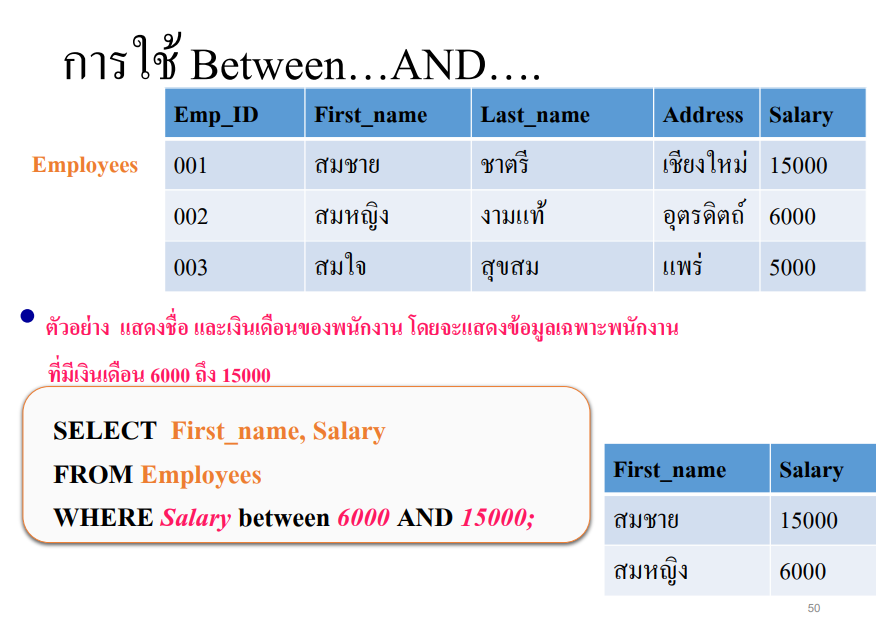 การใช้ Between…AND….
Emp_ID First_name Last_name Address Salary
Employees
001 สมชาย ชาตรี เชียงใหม่ 15000
002 สมหญิง งามแท้ อุตรดิตถ์ 6000
003 สมใจ สุขสม แพร่ 5000
ตัวอย่าง แสดงชื่อ และเงินเดือนของพนักงาน โดยจะแสดงข้อมูลเฉพาะพนักงาน
ที่มีเงินเดือน 6000 ถึง 15000
SELECT First_name, Salary
FROM Employees
WHERE Salary between 6000 AND 15000;
First_name Salary
สมชาย 15000
สมหญิง 6000
50